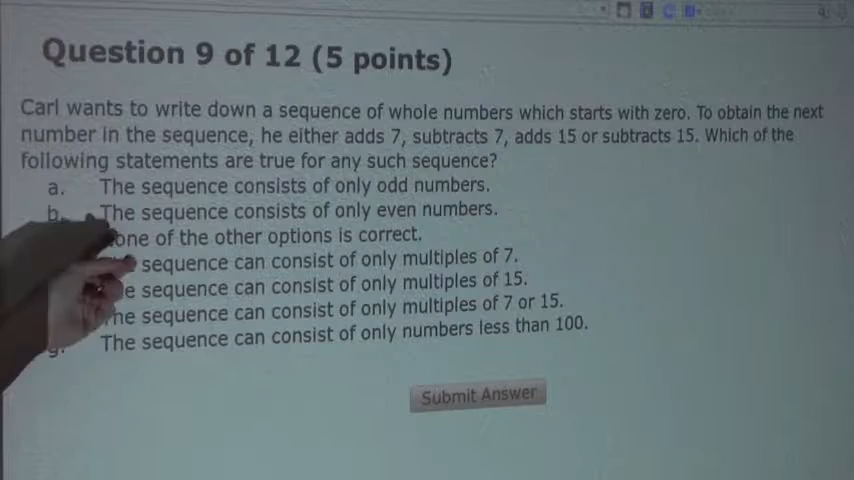 Question 9 of 12 (5 points)
Carl wants to write down a sequence of whole numbers which starts with zero. To obtain the next
number in the sequence, he either adds 7, subtracts 7, adds 15 or subtracts 15. Which of the
following statements are true for any such sequence?
a. The sequence consists of only odd numbers.
b. The sequence consists of only even numbers.
one of the other options is correct.
sequence can consist of only multiples of 7.
e sequence can consist of only multiples of 15.
he sequence can consist of only multiples of 7 or 15.
g. The sequence can consist of only numbers less than 100.
Submit Answer